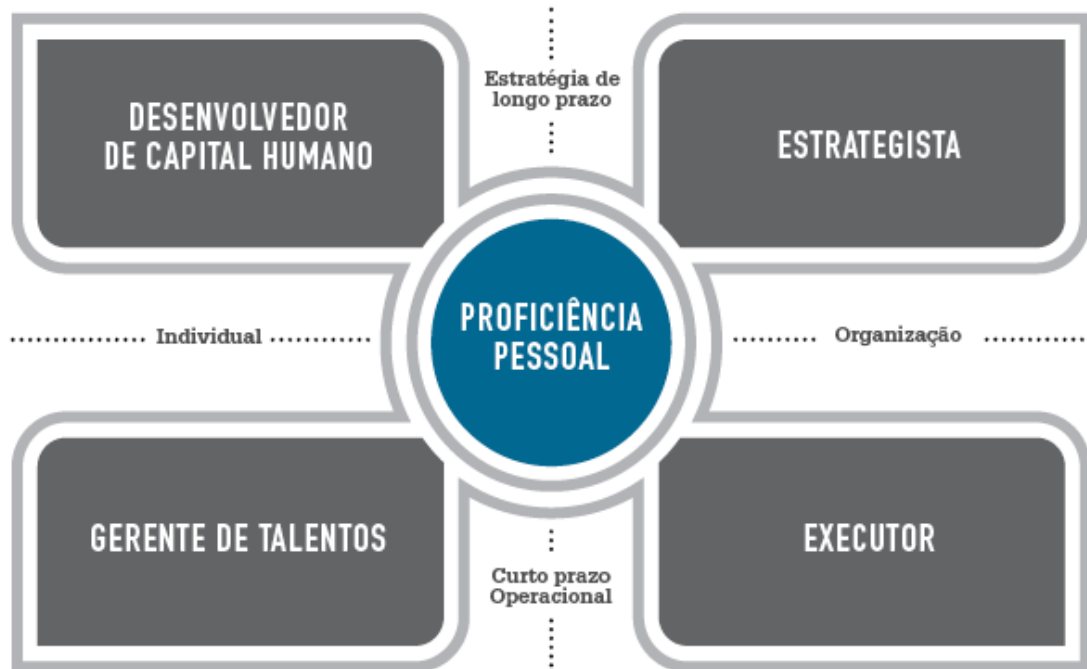 Estratégia de
longo prazo
DESENVOLVEDOR
DE CAPITAL HUMANO
ESTRATEGISTA
PROFICIÊNCIA
PESSOAL
Individual
Organização
GERENTE DE TALENTOS
EXECUTOR
Curto prazo
Operacional